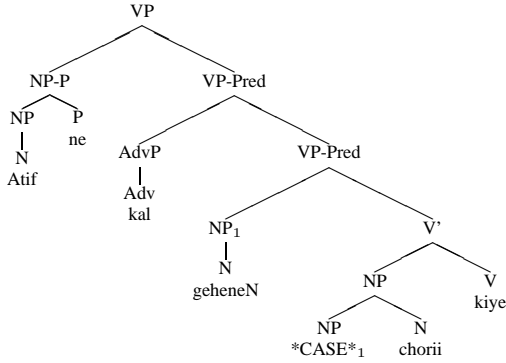 VP
NP-P VP-Pred
NP P
ne
N
Atif
AdvP VP-Pred
Adv
kal
NP₁ V'
N
geheneN
NP V
kiye
NP N
*CASE*₁ chorii